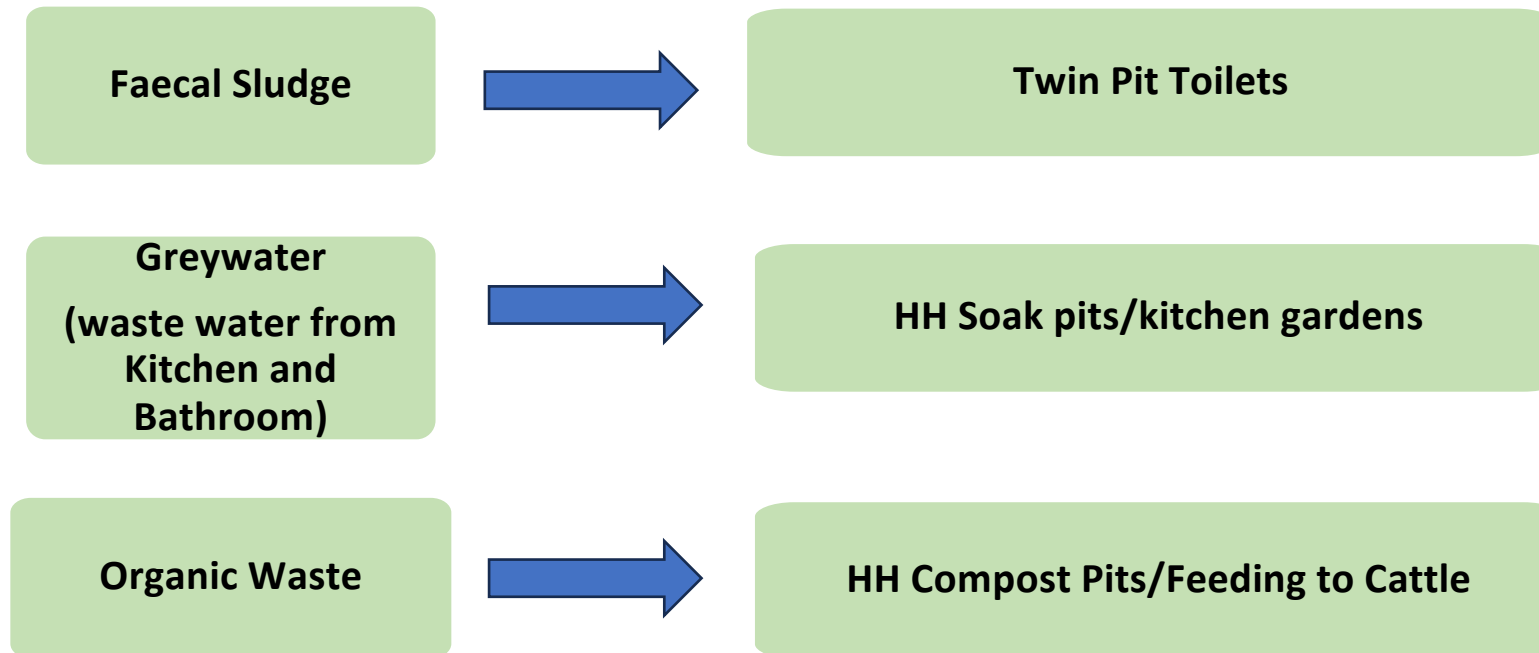 Faecal Sludge
Twin Pit Toilets
Greywater
(waste water from
Kitchen and
Bathroom)
HH Soak pits/kitchen gardens
Organic Waste
HH Compost Pits/Feeding to Cattle